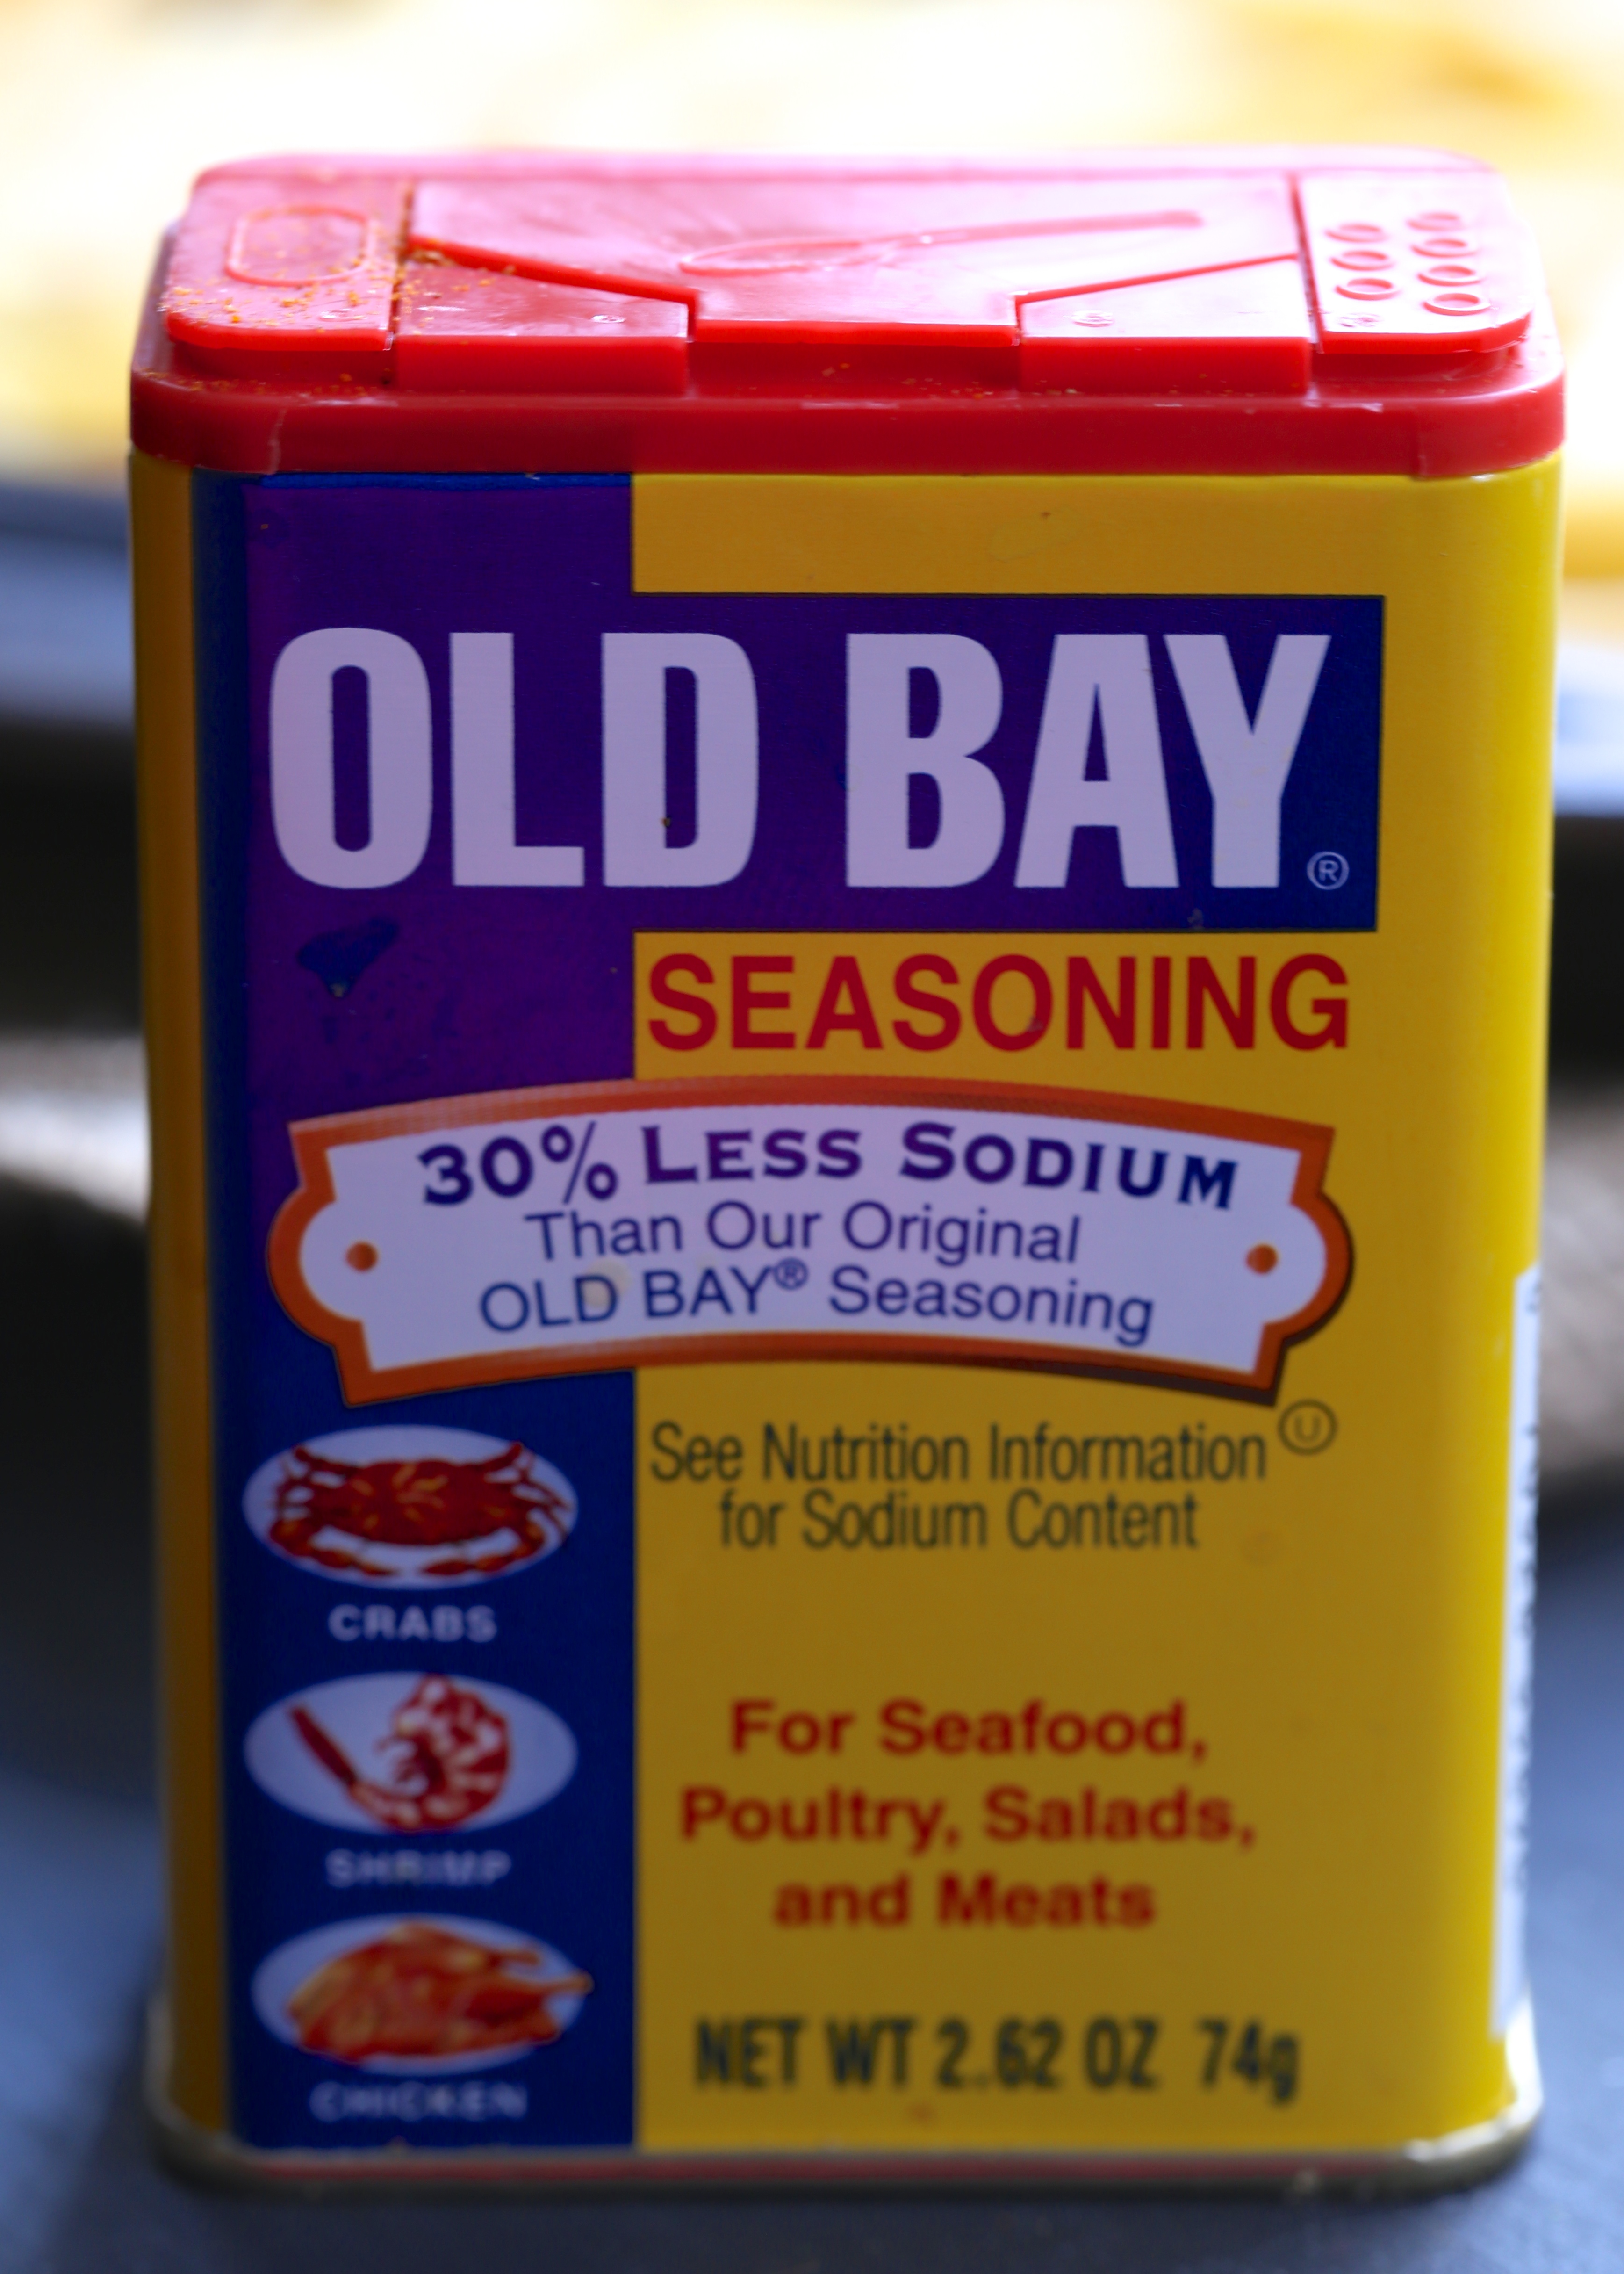 OLD BAY®
SEASONING
30% LESS SODIUM
Than Our Original
OLD BAY® Seasoning
See Nutrition Information Ⓤ
for Sodium Content
CRABS
SHRIMP
CHICKEN
For Seafood,
Poultry, Salads,
and Meats
NET WT 2.62 OZ 74g